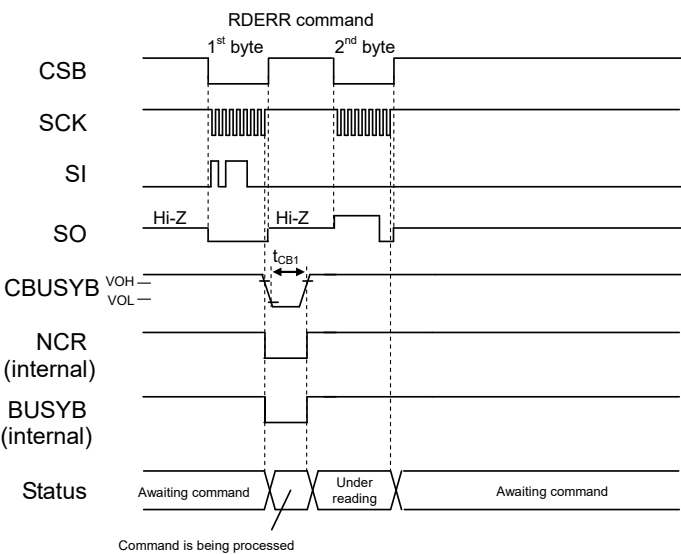 RDERR command
1st byte
2nd byte
CSB
SCK
SI
Hi-Z
Hi-Z
SO
tCB1
CBUSYB
VOH
VOL
NCR
(internal)
BUSYB
(internal)
Status
Awaiting command
Under
reading
Awaiting command
Command is being processed